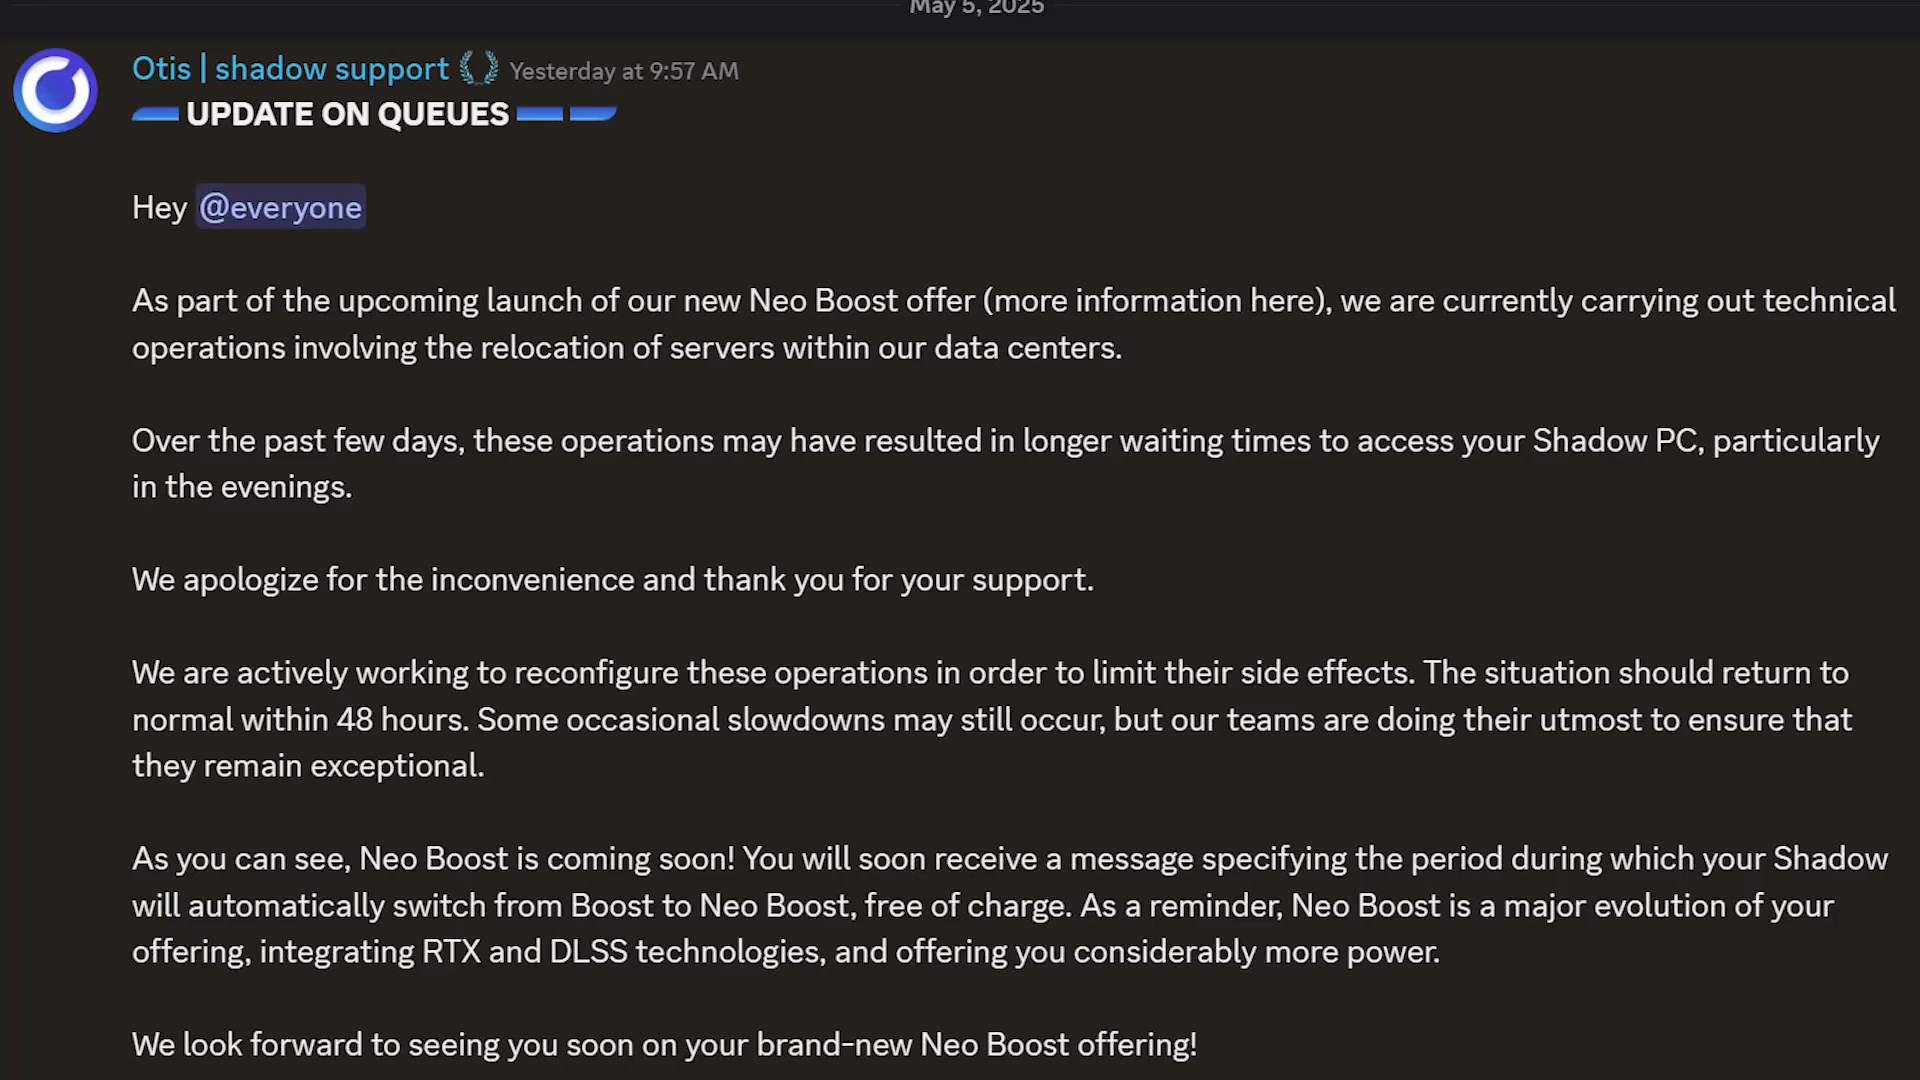 May 5, 2025
Otis | shadow support Yesterday at 9:57 AM
UPDATE ON QUEUES
Hey @everyone
As part of the upcoming launch of our new Neo Boost offer (more information here), we are currently carrying out technical
operations involving the relocation of servers within our data centers.
Over the past few days, these operations may have resulted in longer waiting times to access your Shadow PC, particularly
in the evenings.
We apologize for the inconvenience and thank you for your support.
We are actively working to reconfigure these operations in order to limit their side effects. The situation should return to
normal within 48 hours. Some occasional slowdowns may still occur, but our teams are doing their utmost to ensure that
they remain exceptional.
As you can see, Neo Boost is coming soon! You will soon receive a message specifying the period during which your Shadow
will automatically switch from Boost to Neo Boost, free of charge. As a reminder, Neo Boost is a major evolution of your
offering, integrating RTX and DLSS technologies, and offering you considerably more power.
We look forward to seeing you soon on your brand-new Neo Boost offering!